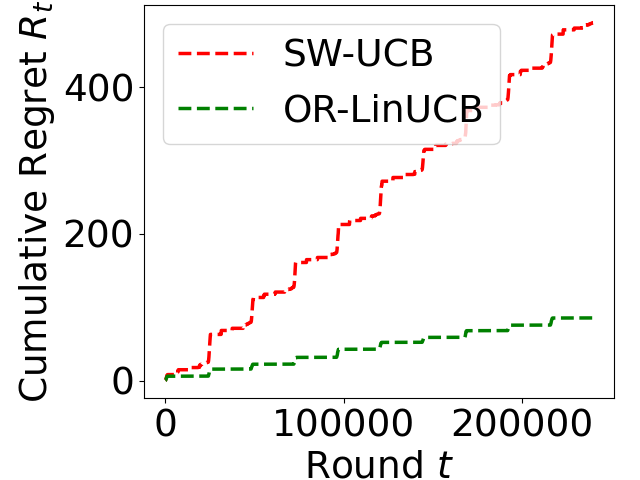 Cumulative Regret R_t
400
200
0
SW-UCB
OR-LinUCB
0 100000 200000
Round t